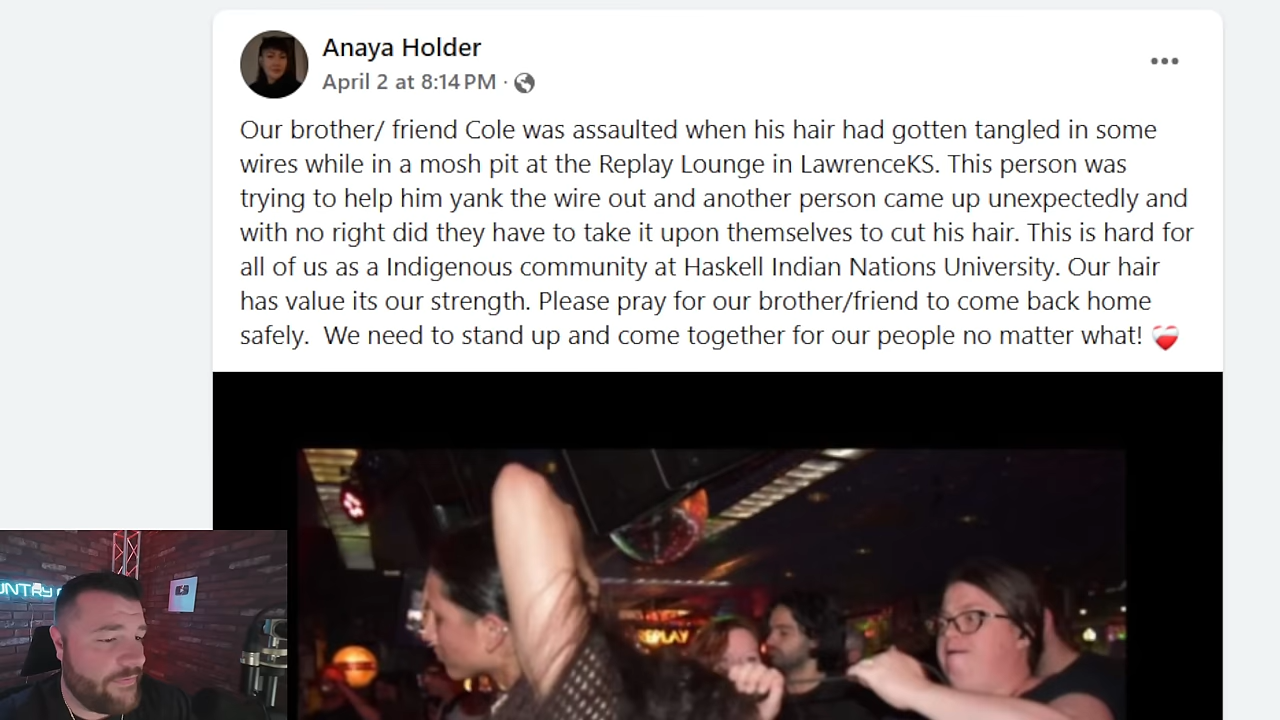 Anaya Holder
April 2 at 8:14 PM ·
Our brother/ friend Cole was assaulted when his hair had gotten tangled in some
wires while in a mosh pit at the Replay Lounge in LawrenceKS. This person was
trying to help him yank the wire out and another person came up unexpectedly and
with no right did they have to take it upon themselves to cut his hair. This is hard for
all of us as a Indigenous community at Haskell Indian Nations University. Our hair
has value its our strength. Please pray for our brother/friend to come back home
safely.  We need to stand up and come together for our people no matter what! ❤️‍🩹
REPLAY
UNTRY